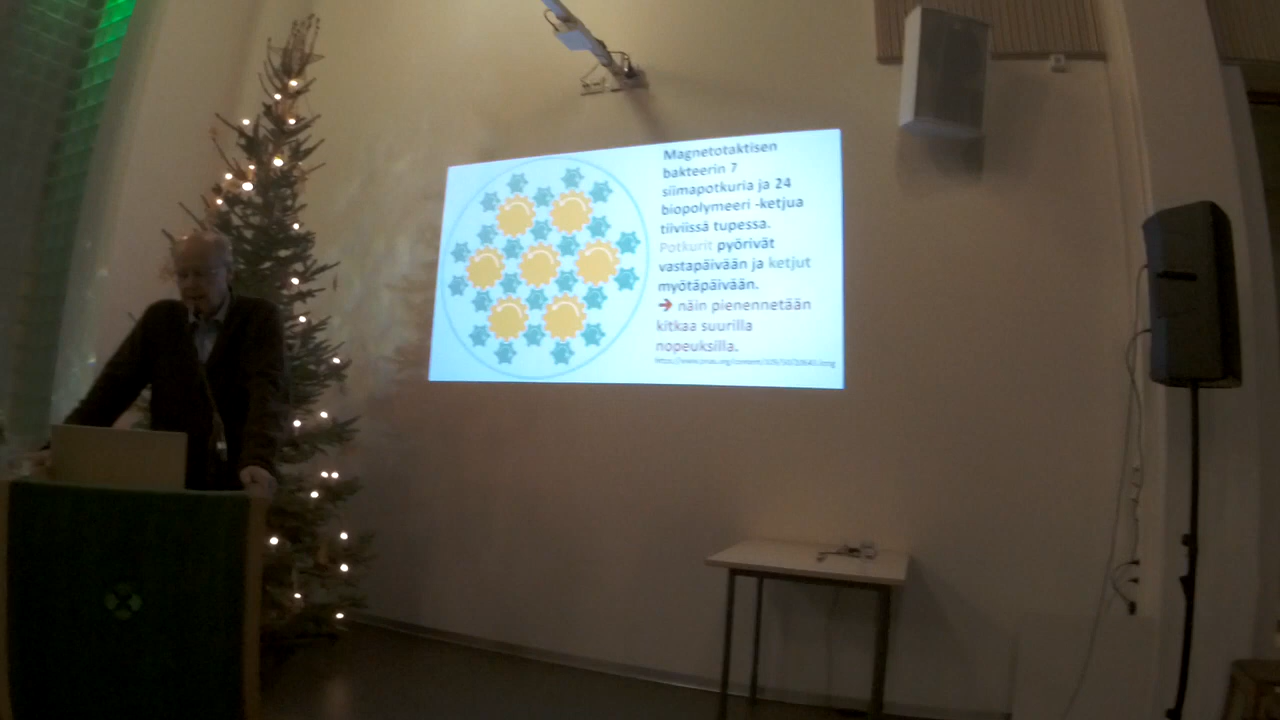 Magnetotaktisen
bakteerin 7
siimapotkuria ja 24
biopolymeeri -ketjua
tiiviissä tupessa.
Potkurit pyörivät
vastapäivään ja ketjut
myötäpäivään.
➔ näin pienennetään
kitkaa suurilla
nopeuksilla.